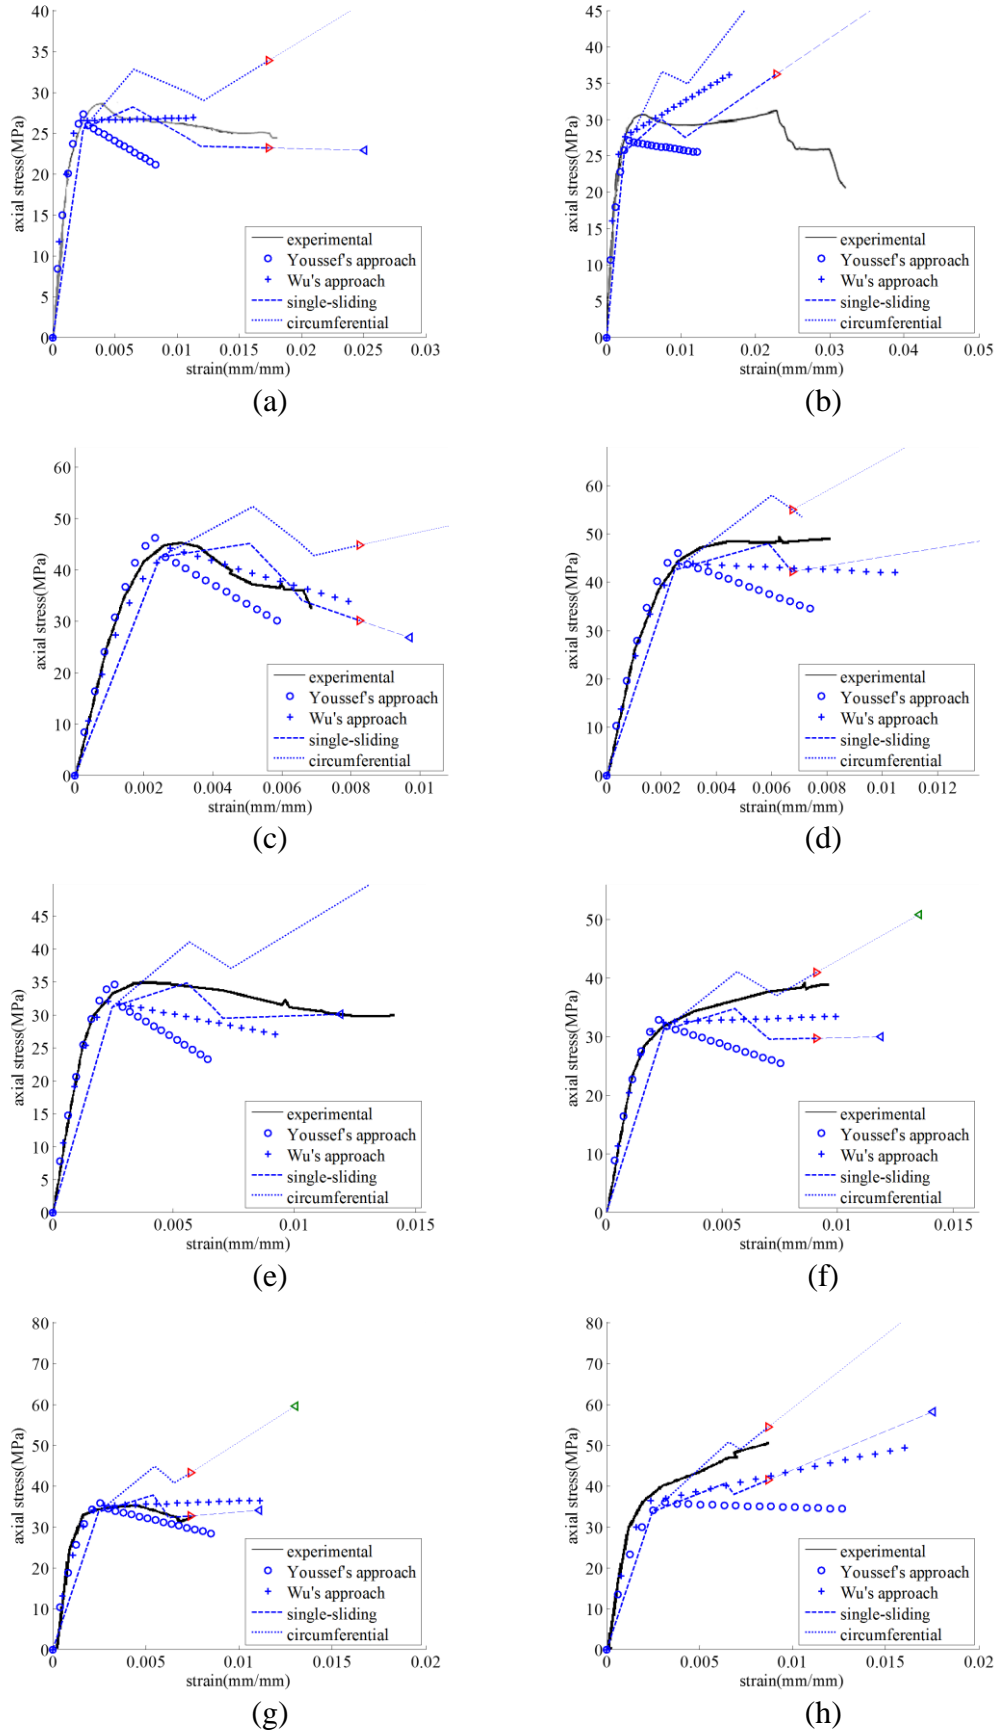 40
35
30
25
20
15
10
5
0
axial stress(MPa)
0 0.005 0.01 0.015 0.02 0.025 0.03
strain(mm/mm)
experimental
Youssef's approach
Wu's approach
single-sliding
circumferential
(a)
45
40
35
30
25
20
15
10
5
0
axial stress(MPa)
0 0.01 0.02 0.03 0.04 0.05
strain(mm/mm)
experimental
Youssef's approach
Wu's approach
single-sliding
circumferential
(b)
60
50
40
30
20
10
0
axial stress(MPa)
0 0.002 0.004 0.006 0.008 0.01
strain(mm/mm)
experimental
Youssef's approach
Wu's approach
single-sliding
circumferential
(c)
60
50
40
30
20
10
0
axial stress(MPa)
0 0.002 0.004 0.006 0.008 0.01 0.012
strain(mm/mm)
experimental
Youssef's approach
Wu's approach
single-sliding
circumferential
(d)
45
40
35
30
25
20
15
10
5
0
axial stress(MPa)
0 0.005 0.01 0.015
strain(mm/mm)
experimental
Youssef's approach
Wu's approach
single-sliding
circumferential
(e)
50
40
30
20
10
0
axial stress(MPa)
0 0.005 0.01 0.015
strain(mm/mm)
experimental
Youssef's approach
Wu's approach
single-sliding
circumferential
(f)
80
70
60
50
40
30
20
10
0
axial stress(MPa)
0 0.005 0.01 0.015 0.02
strain(mm/mm)
experimental
Youssef's approach
Wu's approach
single-sliding
circumferential
(g)
80
70
60
50
40
30
20
10
0
axial stress(MPa)
0 0.005 0.01 0.015 0.02
strain(mm/mm)
experimental
Youssef's approach
Wu's approach
single-sliding
circumferential
(h)